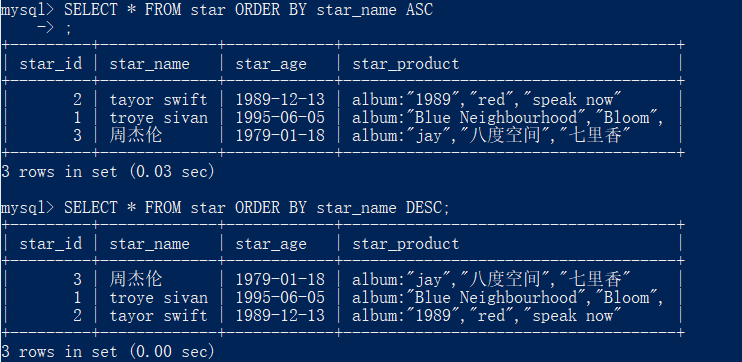 mysql> SELECT * FROM star ORDER BY star_name ASC
    -> ;
+---------+-------------+------------+--------------------------------------+
| star_id | star_name   | star_age   | star_product                         |
+---------+-------------+------------+--------------------------------------+
|       2 | tayor swift | 1989-12-13 | album:"1989","red","speak now"       |
|       1 | troye sivan | 1995-06-05 | album:"Blue Neighbourhood","Bloom",  |
|       3 | 周杰伦      | 1979-01-18 | album:"jay","八度空间","七里香"      |
+---------+-------------+------------+--------------------------------------+
3 rows in set (0.03 sec)
mysql> SELECT * FROM star ORDER BY star_name DESC;
+---------+-------------+------------+--------------------------------------+
| star_id | star_name   | star_age   | star_product                         |
+---------+-------------+------------+--------------------------------------+
|       3 | 周杰伦      | 1979-01-18 | album:"jay","八度空间","七里香"      |
|       1 | troye sivan | 1995-06-05 | album:"Blue Neighbourhood","Bloom",  |
|       2 | tayor swift | 1989-12-13 | album:"1989","red","speak now"       |
+---------+-------------+------------+--------------------------------------+
3 rows in set (0.00 sec)